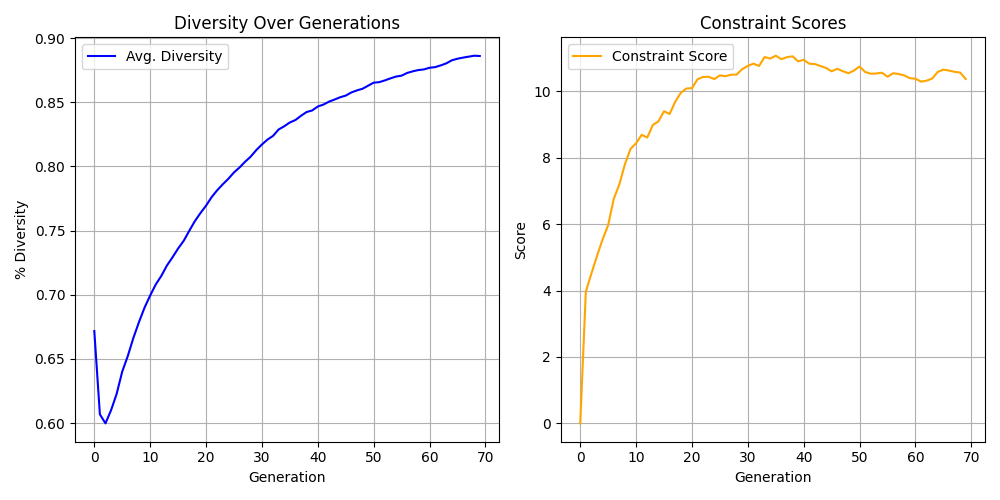 Diversity Over Generations
Avg. Diversity
% Diversity
0.90
0.85
0.80
0.75
0.70
0.65
0.60
0 10 20 30 40 50 60 70
Generation
Constraint Scores
Constraint Score
Score
10
8
6
4
2
0
0 10 20 30 40 50 60 70
Generation